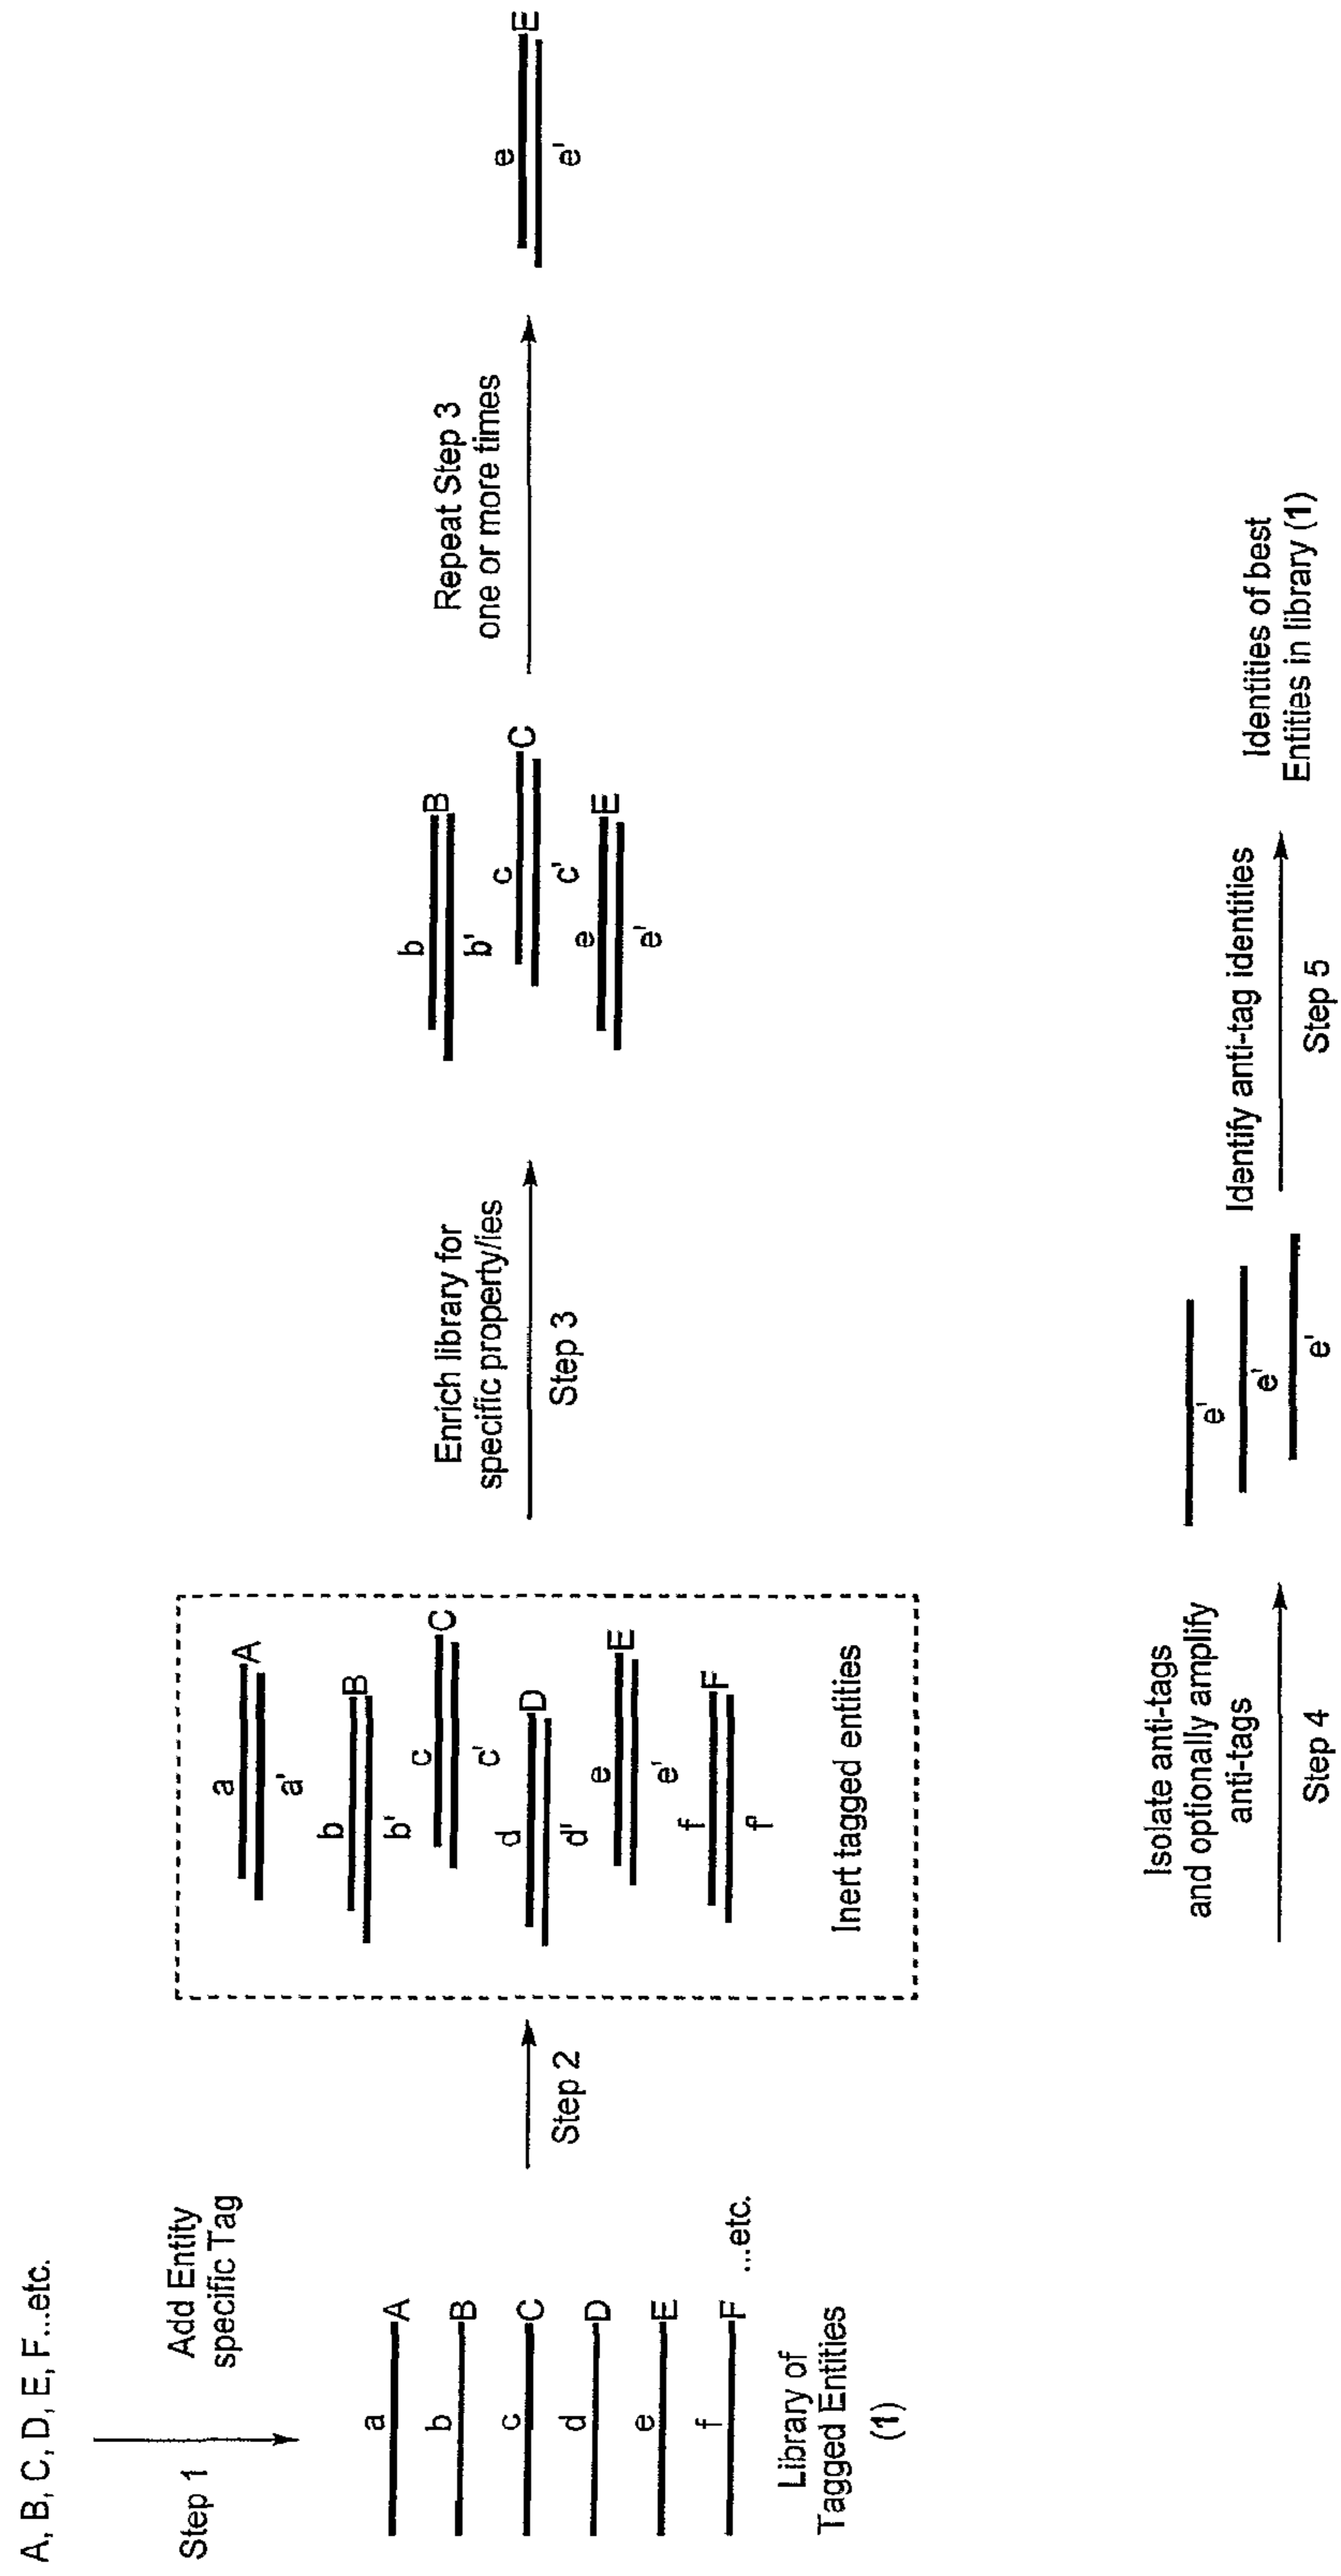 A, B, C, D, E, F...etc.
Step 1
Add Entity
specific Tag
a
A
b
B
c
C
d
D
e
E
f
F
...etc.
Library of
Tagged Entities
(1)
Step 2
a
A
a'
b
B
b'
c
C
c'
d
D
d'
e
E
e'
f
F
f'
Inert tagged entities
Enrich library for
specific property/ies
Step 3
b
B
b'
c
C
c'
e
E
e'
Repeat Step 3
one or more times
e
E
e'
Isolate anti-tags
and optionally amplify
anti-tags
Step 4
e'
e'
e'
Identify anti-tag identities
Step 5
Identities of best
Entities in library (1)